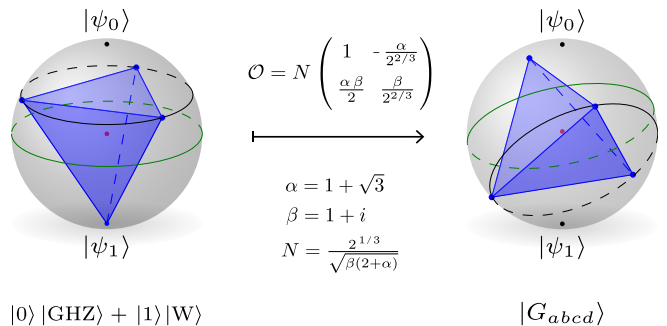 |ψ₀⟩
|ψ₁⟩
|0⟩ |GHZ⟩ + |1⟩ |W⟩
𝒪 = N ( 1 - α/2^{2/3} ; α β/2 β/2^{2/3} )
α = 1 + √3
β = 1 + i
N = 2^{1/3}/√(β(2+α))
|ψ₀⟩
|ψ₁⟩
|G_{abcd}⟩